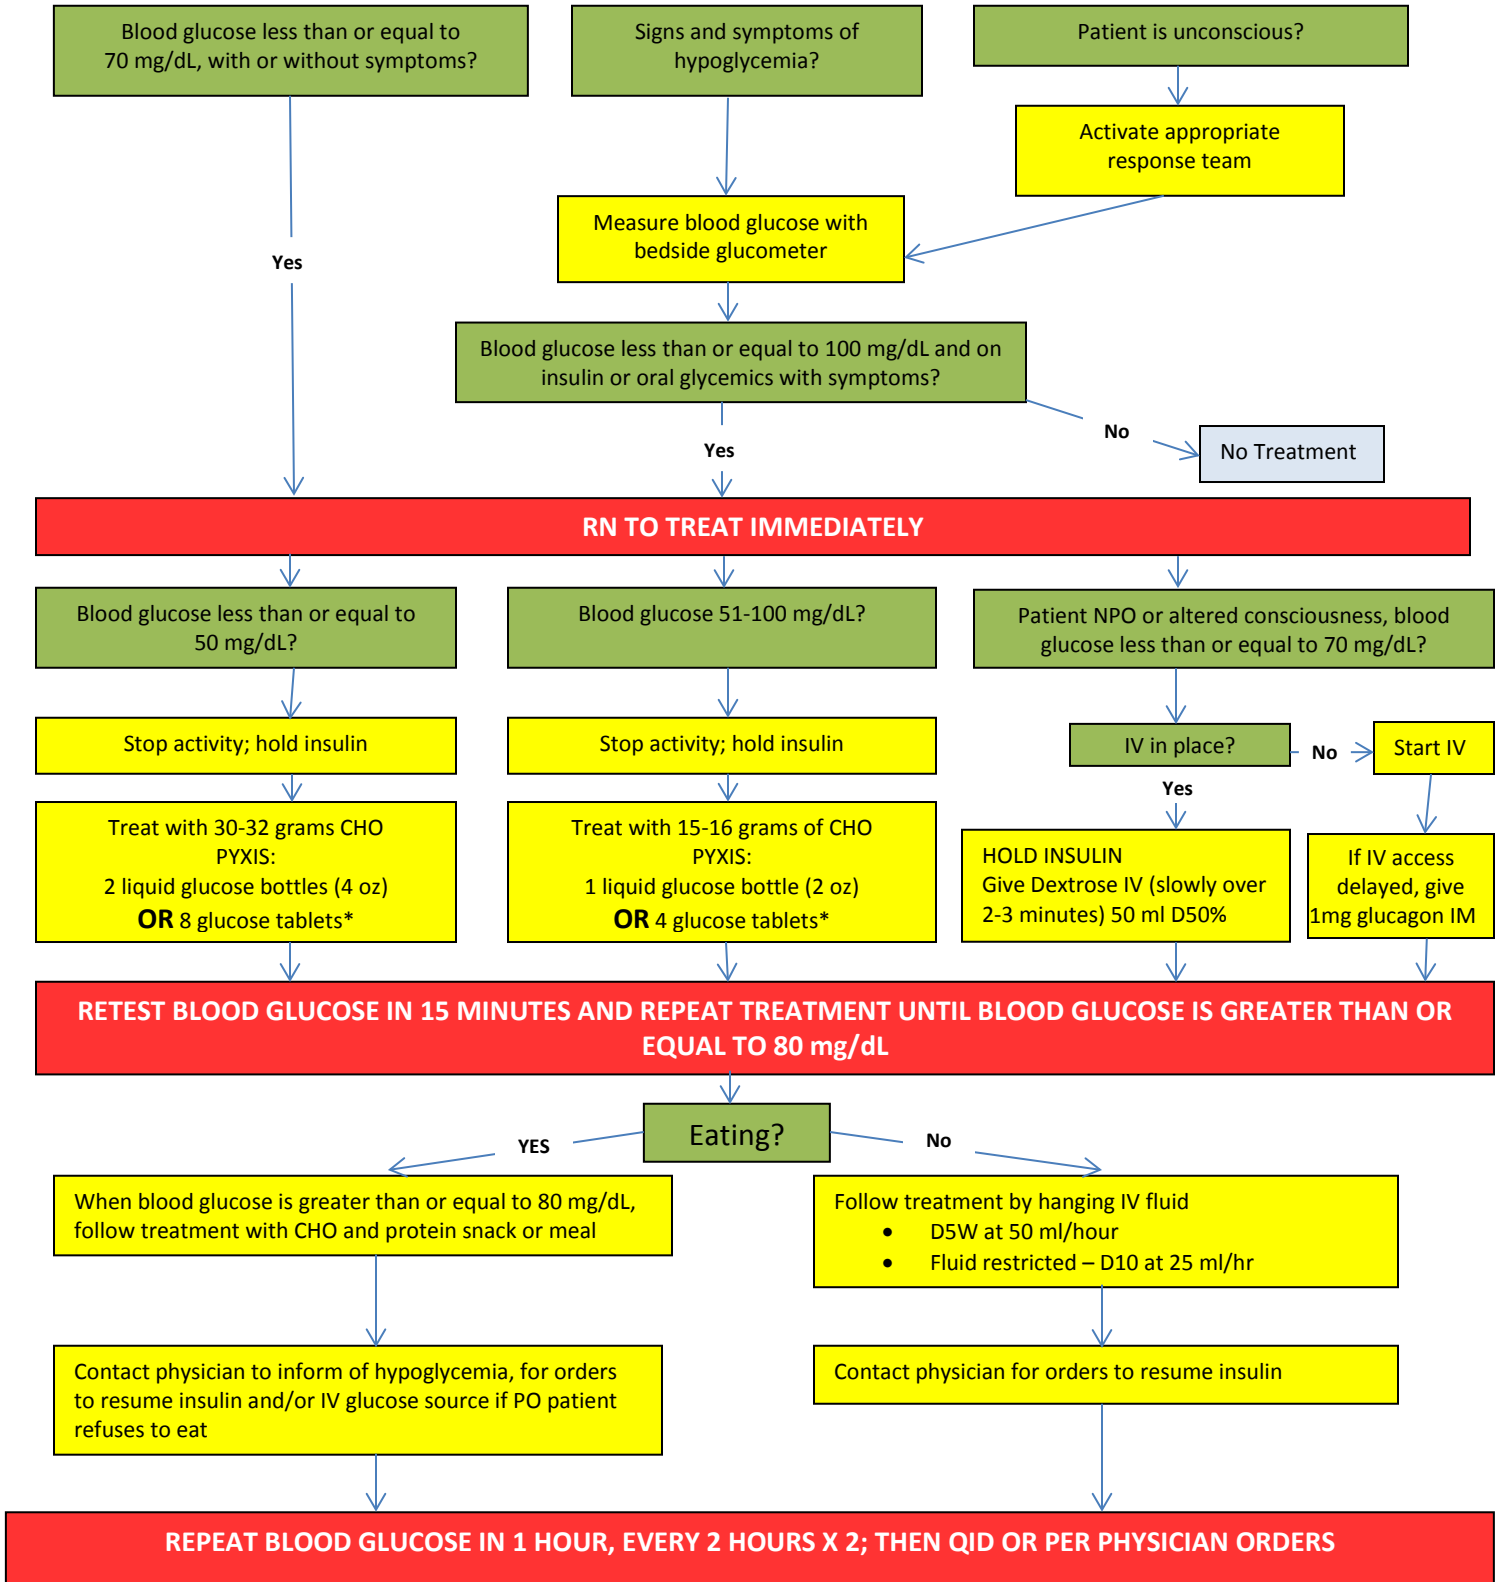 Blood glucose less than or equal to
70 mg/dL, with or without symptoms?
Signs and symptoms of
hypoglycemia?
Patient is unconscious?
Activate appropriate
response team
Measure blood glucose with
bedside glucometer
Yes
Blood glucose less than or equal to 100 mg/dL and on
insulin or oral glycemics with symptoms?
Yes
No
No Treatment
RN TO TREAT IMMEDIATELY
Blood glucose less than or equal to
50 mg/dL?
Blood glucose 51-100 mg/dL?
Patient NPO or altered consciousness, blood
glucose less than or equal to 70 mg/dL?
Stop activity; hold insulin
Stop activity; hold insulin
IV in place?
No
Start IV
Yes
Treat with 30-32 grams CHO
PYXIS:
2 liquid glucose bottles (4 oz)
OR 8 glucose tablets*
Treat with 15-16 grams of CHO
PYXIS:
1 liquid glucose bottle (2 oz)
OR 4 glucose tablets*
HOLD INSULIN
Give Dextrose IV (slowly over
2-3 minutes) 50 ml D50%
If IV access
delayed, give
1mg glucagon IM
RETEST BLOOD GLUCOSE IN 15 MINUTES AND REPEAT TREATMENT UNTIL BLOOD GLUCOSE IS GREATER THAN OR
EQUAL TO 80 mg/dL
Eating?
YES
No
When blood glucose is greater than or equal to 80 mg/dL,
follow treatment with CHO and protein snack or meal
Follow treatment by hanging IV fluid
• D5W at 50 ml/hour
• Fluid restricted – D10 at 25 ml/hr
Contact physician to inform of hypoglycemia, for orders
to resume insulin and/or IV glucose source if PO patient
refuses to eat
Contact physician for orders to resume insulin
REPEAT BLOOD GLUCOSE IN 1 HOUR, EVERY 2 HOURS X 2; THEN QID OR PER PHYSICIAN ORDERS